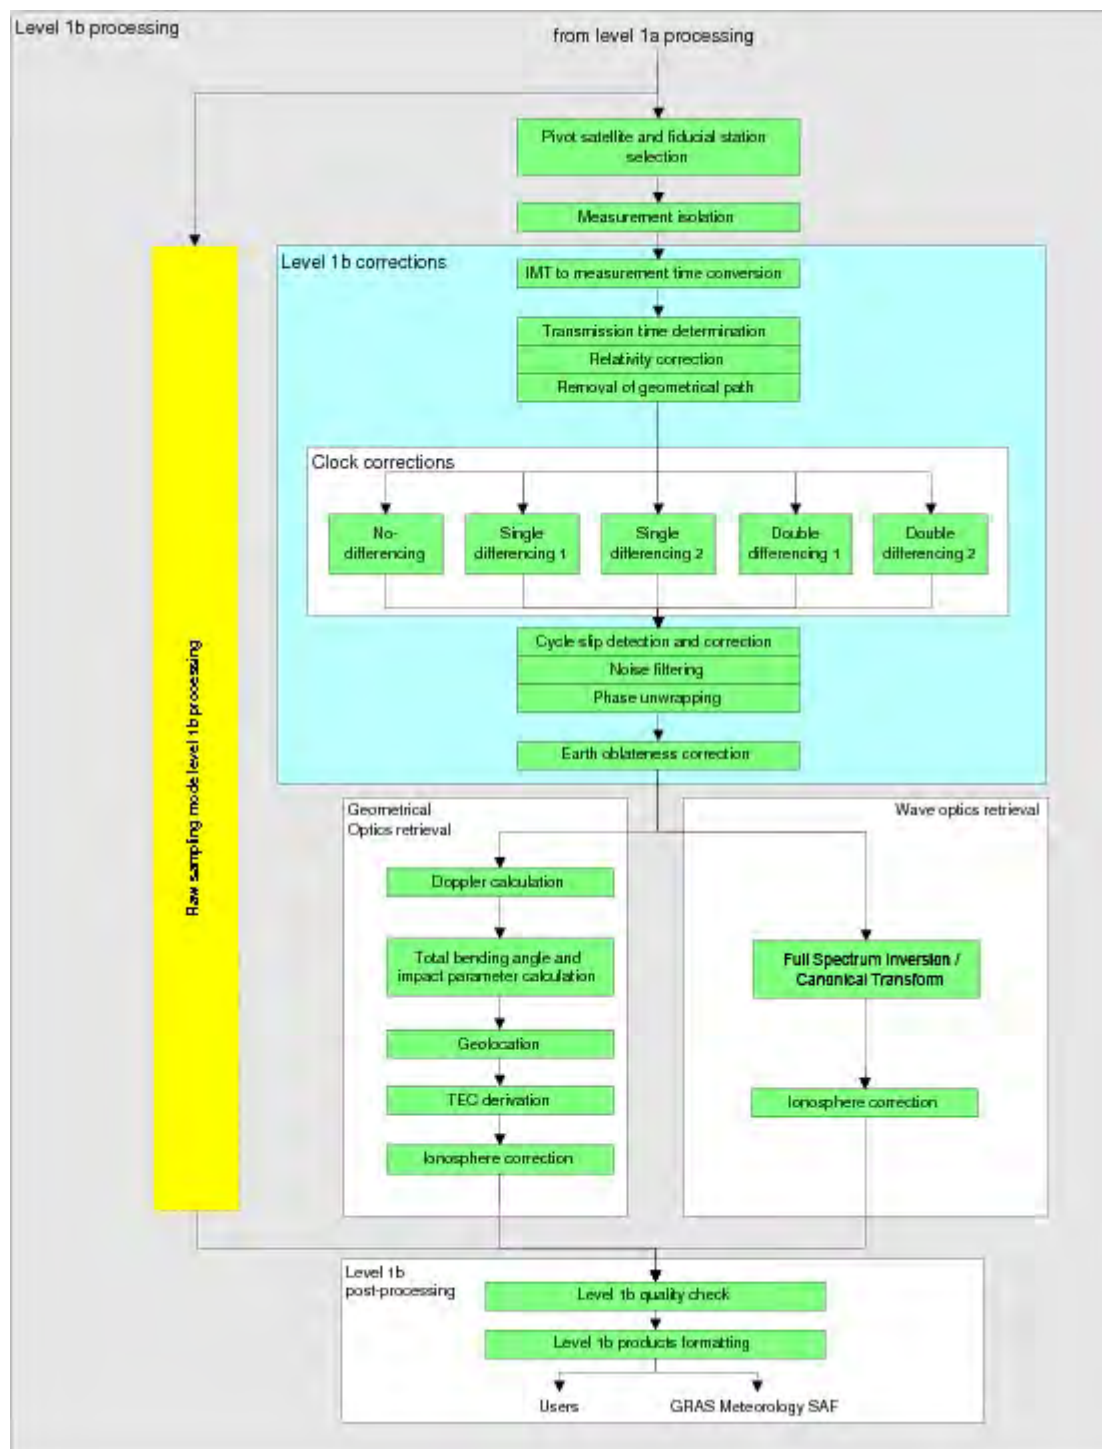 Level 1b processing
from level 1a processing
Pivot satellite and fiducial station
selection
Measurement isolation
Level 1b corrections
IMT to measurement time conversion
Transmission time determination
Relativity correction
Removal of geometrical path
Clock corrections
No-
differencing
Single
differencing 1
Single
differencing 2
Double
differencing 1
Double
differencing 2
Cycle slip detection and correction
Noise filtering
Phase unwrapping
Earth oblateness correction
Raw sampling mode level 1b processing
Geometrical
Optics retrieval
Doppler calculation
Total bending angle and
impact parameter calculation
Geolocation
TEC derivation
Ionosphere correction
Wave optics retrieval
Full Spectrum Inversion /
Canonical Transform
Ionosphere correction
Level 1b
post-processing
Level 1b quality check
Level 1b products formatting
Users
GRAS Meteorology SAF